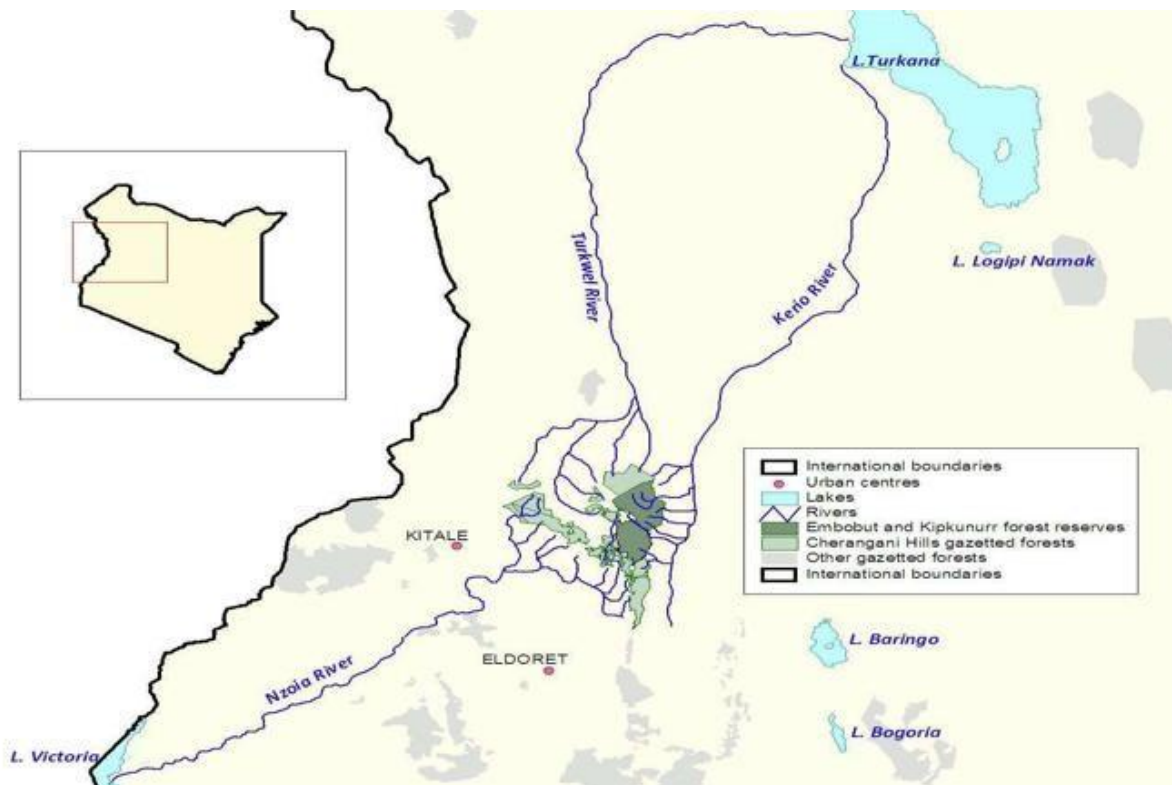 L.Turkana
L. Logipi Namak
Turkwel River
Kerio River
International boundaries
Urban centres
Lakes
Rivers
Embobut and Kipkunurr forest reserves
Cherangani Hills gazetted forests
Other gazetted forests
International boundaries
KITALE
ELDORET
Nzoia River
L. Baringo
L. Bogoria
L. Victoria